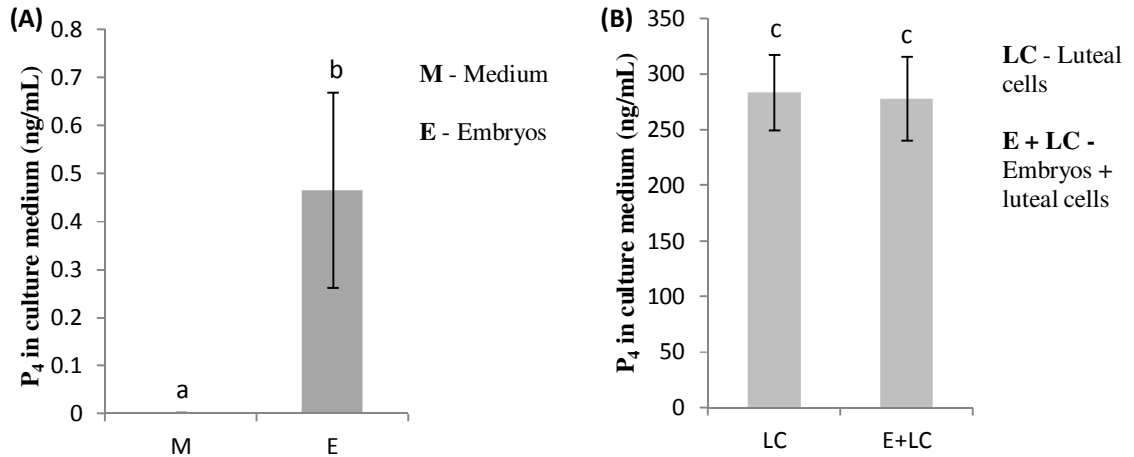 (A)
P4 in culture medium (ng/mL)
0.8
0.7
0.6
0.5
0.4
0.3
0.2
0.1
0
a
b
M
E
M - Medium
E - Embryos
(B)
P4 in culture medium (ng/mL)
350
300
250
200
150
100
50
0
c
c
LC
E+LC
LC - Luteal
cells
E + LC -
Embryos +
luteal cells